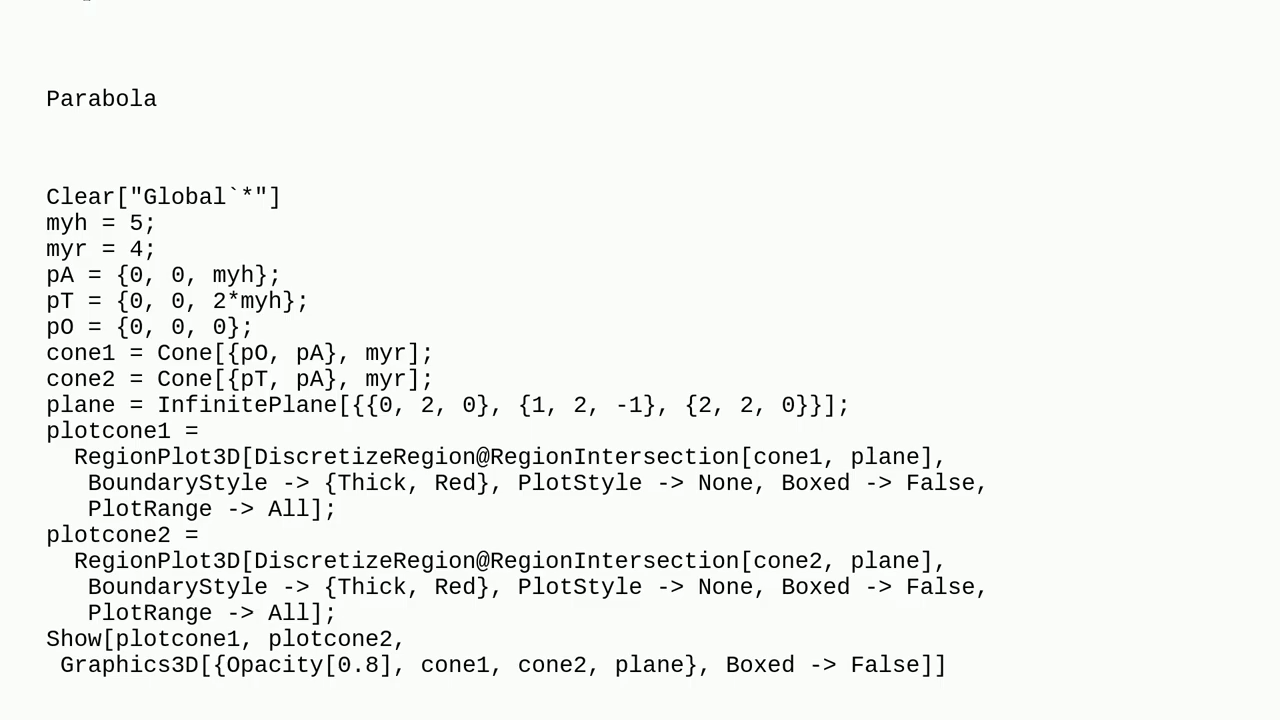 Parabola
Clear["Global`*"]
myh = 5;
myr = 4;
pA = {0, 0, myh};
pT = {0, 0, 2*myh};
pO = {0, 0, 0};
cone1 = Cone[{pO, pA}, myr];
cone2 = Cone[{pT, pA}, myr];
plane = InfinitePlane[{{0, 2, 0}, {1, 2, -1}, {2, 2, 0}}];
plotcone1 =
  RegionPlot3D[DiscretizeRegion@RegionIntersection[cone1, plane],
   BoundaryStyle -> {Thick, Red}, PlotStyle -> None, Boxed -> False,
   PlotRange -> All];
plotcone2 =
  RegionPlot3D[DiscretizeRegion@RegionIntersection[cone2, plane],
   BoundaryStyle -> {Thick, Red}, PlotStyle -> None, Boxed -> False,
   PlotRange -> All];
Show[plotcone1, plotcone2,
 Graphics3D[{Opacity[0.8], cone1, cone2, plane}, Boxed -> False]]